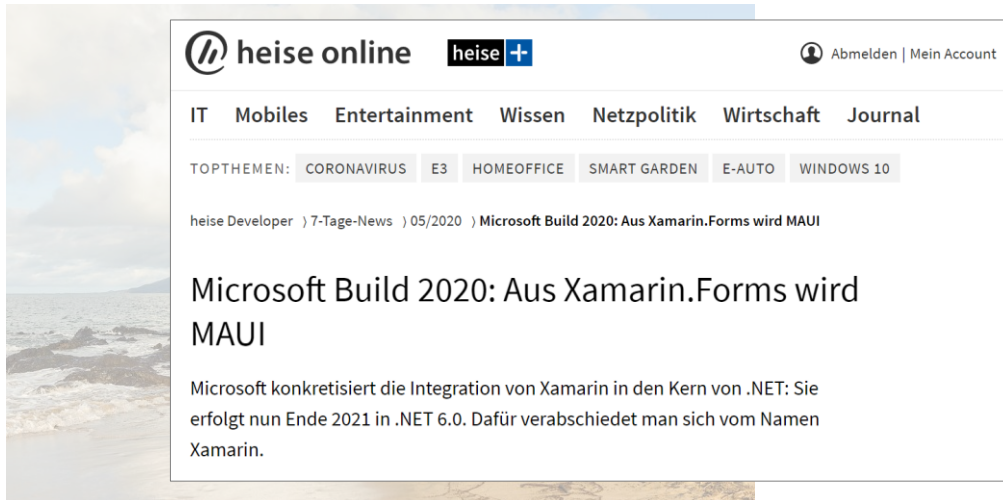 heise online heise + Abmelden | Mein Account
IT Mobiles Entertainment Wissen Netzpolitik Wirtschaft Journal
TOPTHEMEN: CORONAVIRUS E3 HOMEOFFICE SMART GARDEN E-AUTO WINDOWS 10
heise Developer ⟩ 7-Tage-News ⟩ 05/2020 ⟩ Microsoft Build 2020: Aus Xamarin.Forms wird MAUI
Microsoft Build 2020: Aus Xamarin.Forms wird
MAUI
Microsoft konkretisiert die Integration von Xamarin in den Kern von .NET: Sie
erfolgt nun Ende 2021 in .NET 6.0. Dafür verabschiedet man sich vom Namen
Xamarin.